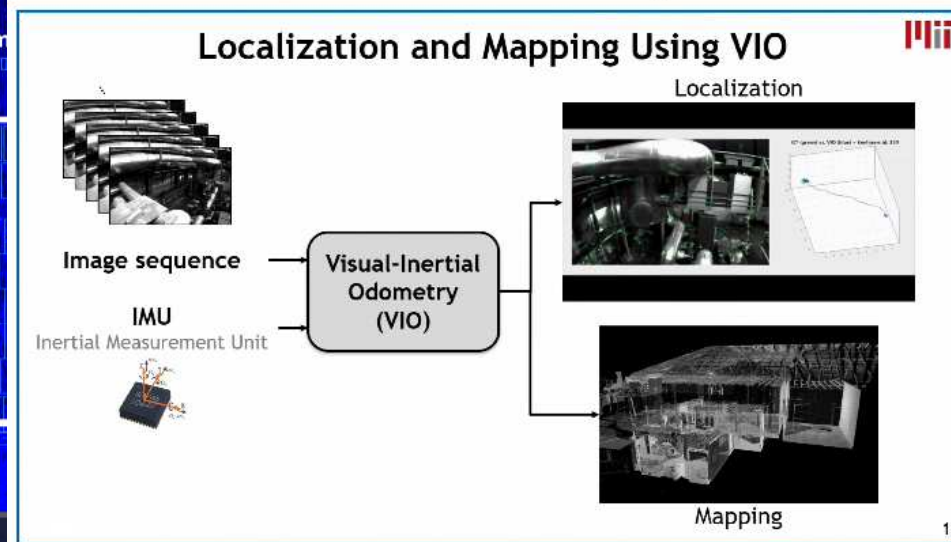 Localization and Mapping Using VIO
Localization
Image sequence
Visual-Inertial
Odometry
(VIO)
IMU
Inertial Measurement Unit
Mapping
1